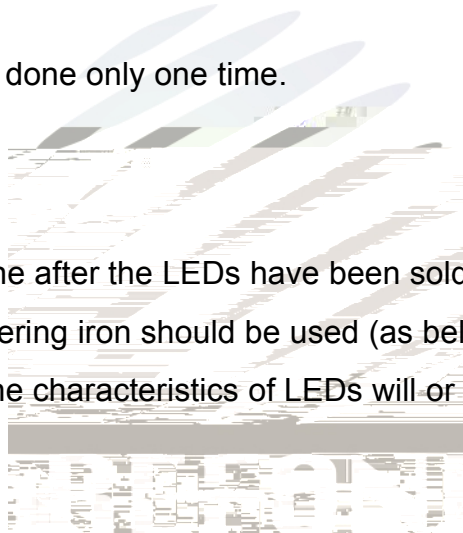 done only one time.
ne after the LEDs have been sold
ering iron should be used (as bel
ne characteristics of LEDs will or